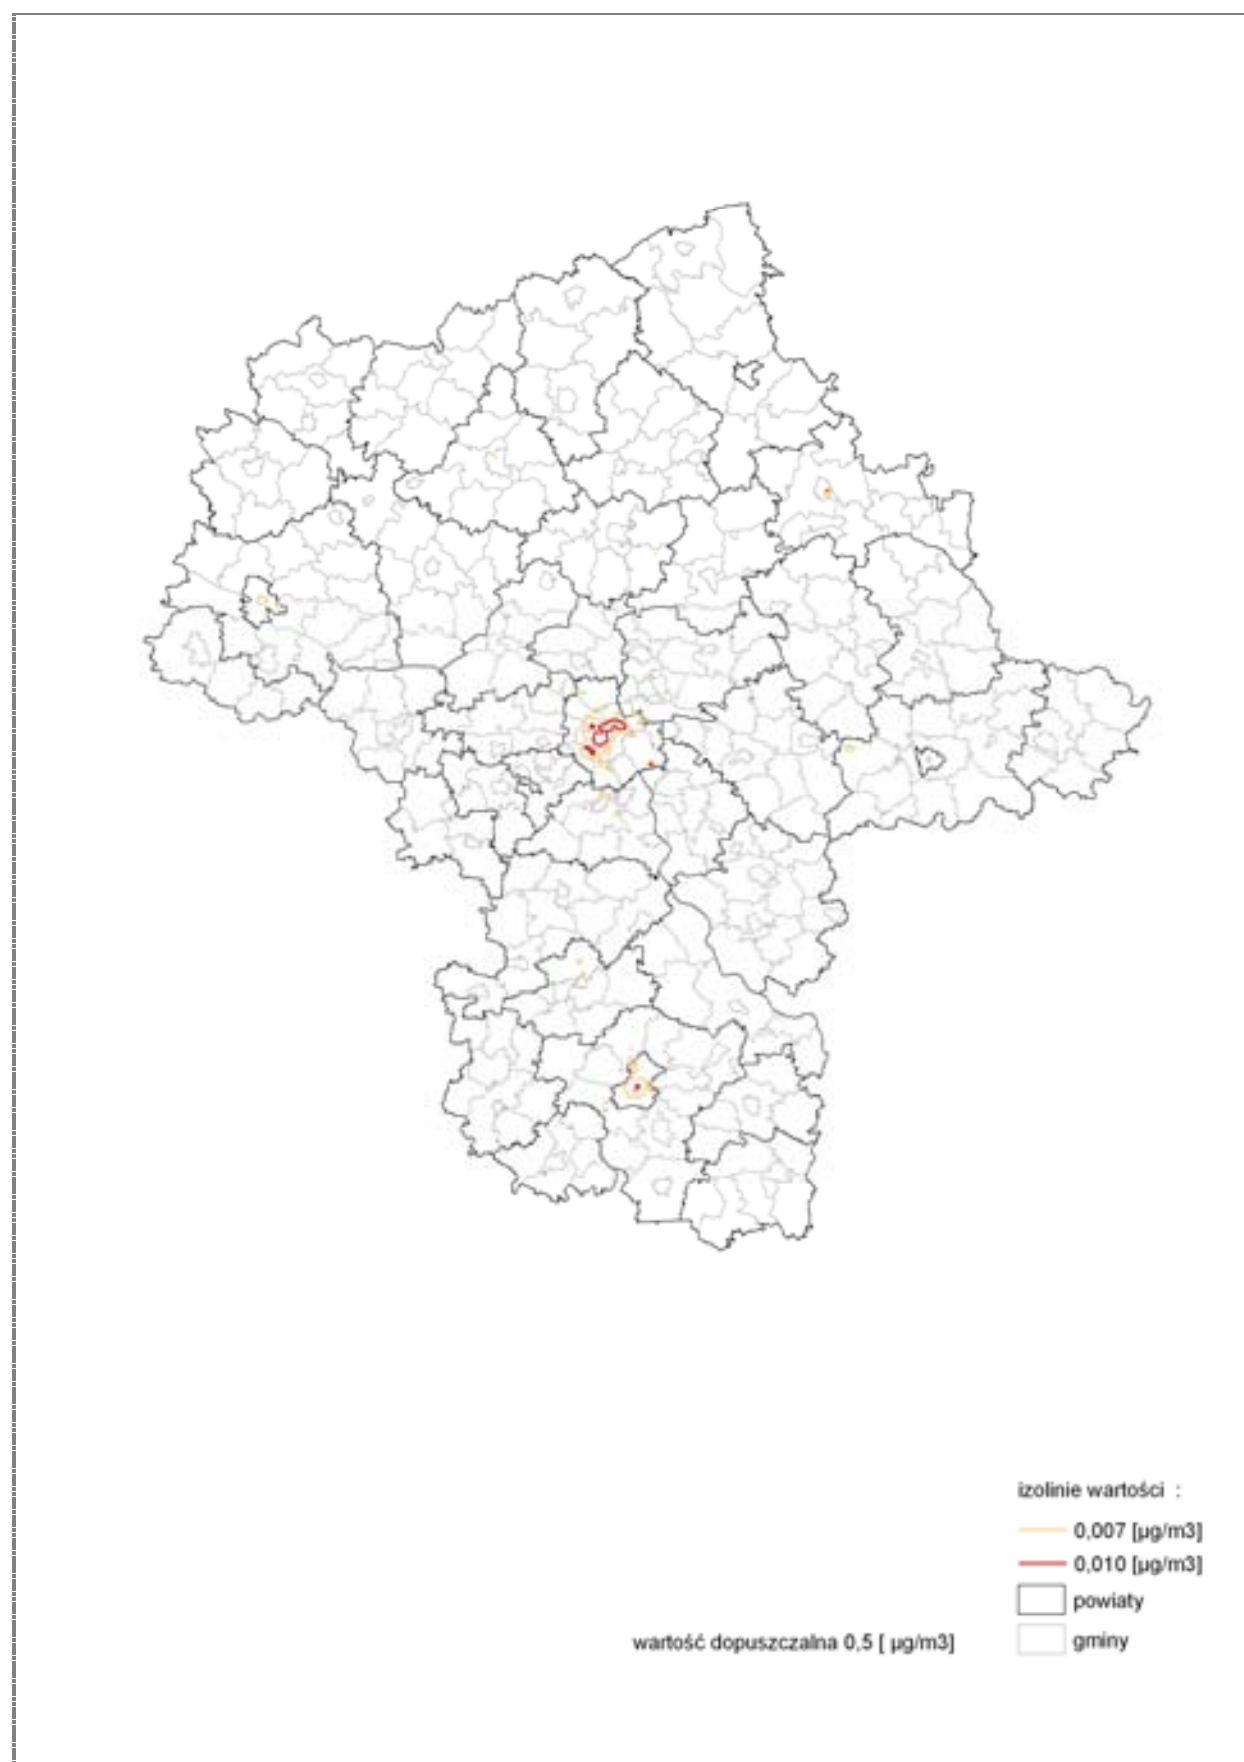 izolinie wartości :
0,007 [µg/m3]
0,010 [µg/m3]
powiaty
wartość dopuszczalna 0,5 [ µg/m3]
gminy